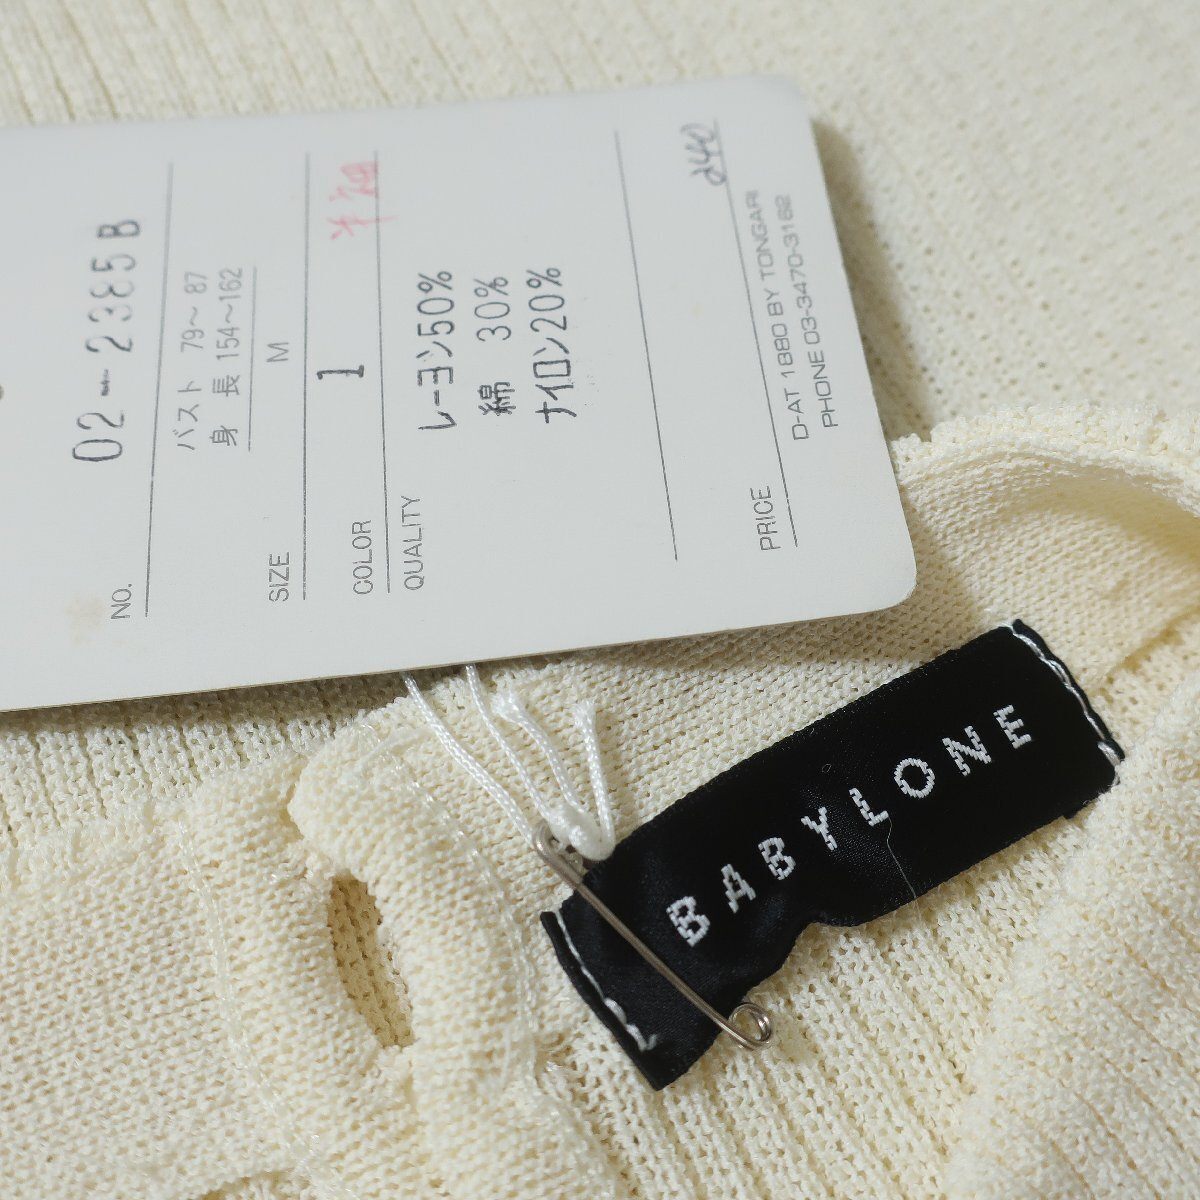 NO. 02-2385B
バスト 79～87
身 長 154～162
SIZE M
COLOR 1 半袖
QUALITY
レーヨン50%
綿 30%
ナイロン20%
PRICE
D-AT 1880 BY TONGARI
PHONE 03-3470-3162
BABYLONE